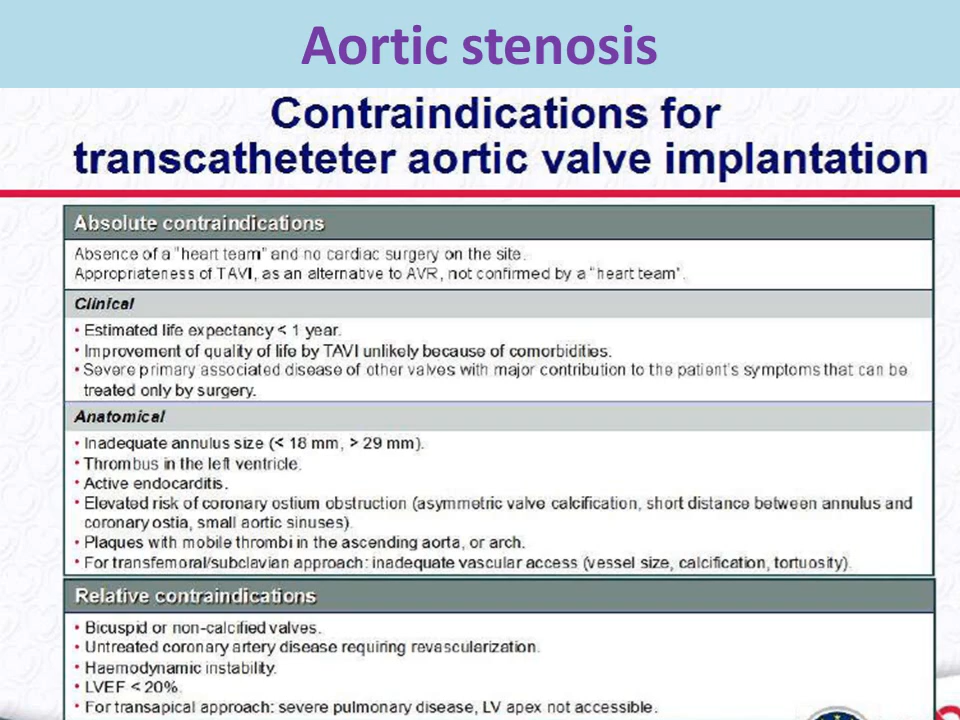 Aortic stenosis
Contraindications for
transcatheteter aortic valve implantation
Absolute contraindications
Absence of a "heart team" and no cardiac surgery on the site.
Appropriateness of TAVI, as an alternative to AVR, not confirmed by a "heart team".
Clinical
• Estimated life expectancy < 1 year.
• Improvement of quality of life by TAVI unlikely because of comorbidities.
• Severe primary associated disease of other valves with major contribution to the patient's symptoms that can be
treated only by surgery.
Anatomical
• Inadequate annulus size (< 18 mm, > 29 mm).
• Thrombus in the left ventricle.
• Active endocarditis.
• Elevated risk of coronary ostium obstruction (asymmetric valve calcification, short distance between annulus and
coronary ostia, small aortic sinuses).
• Plaques with mobile thrombi in the ascending aorta, or arch.
• For transfemoral/subclavian approach: inadequate vascular access (vessel size, calcification, tortuosity).
Relative contraindications
• Bicuspid or non-calcified valves.
• Untreated coronary artery disease requiring revascularization.
• Haemodynamic instability.
• LVEF < 20%.
• For transapical approach: severe pulmonary disease, LV apex not accessible.